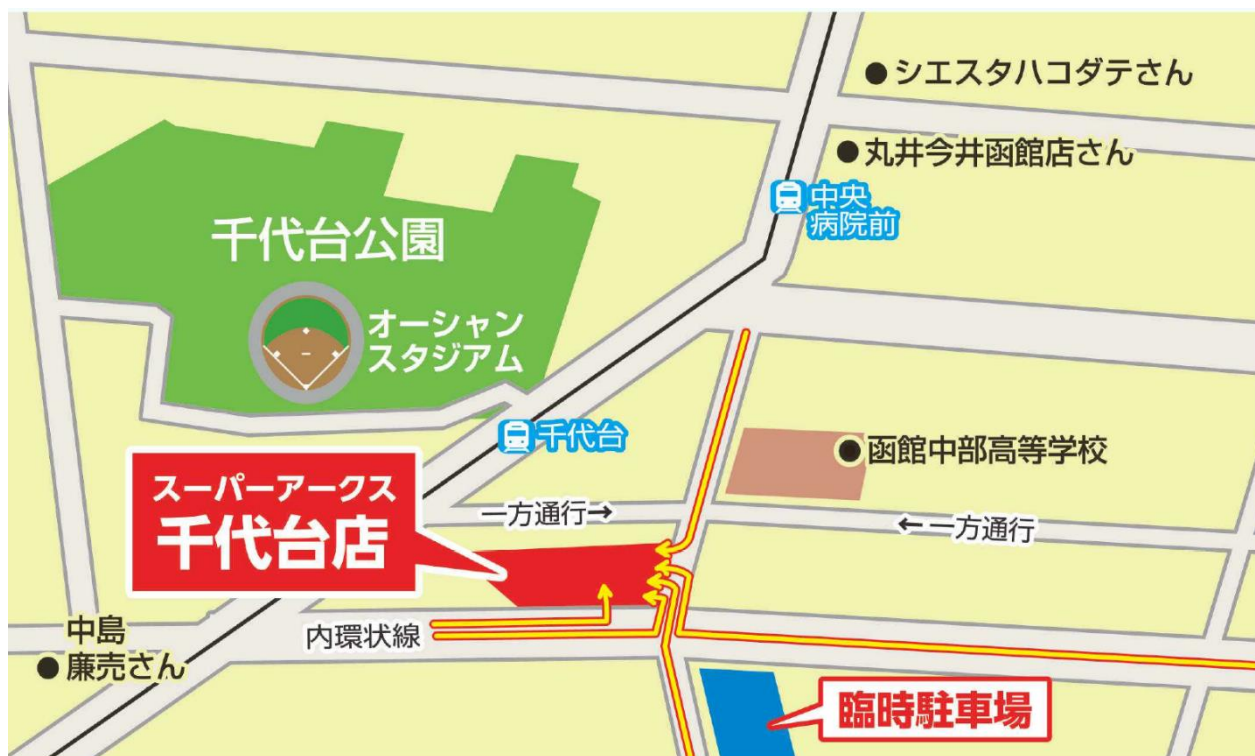 シエスタハコダテさん
丸井今井函館店さん
中央
病院前
千代台公園
オーシャン
スタジアム
千代台
函館中部高等学校
スーパーアークス
千代台店
一方通行→
←一方通行
中島
廉売さん
内環状線
臨時駐車場